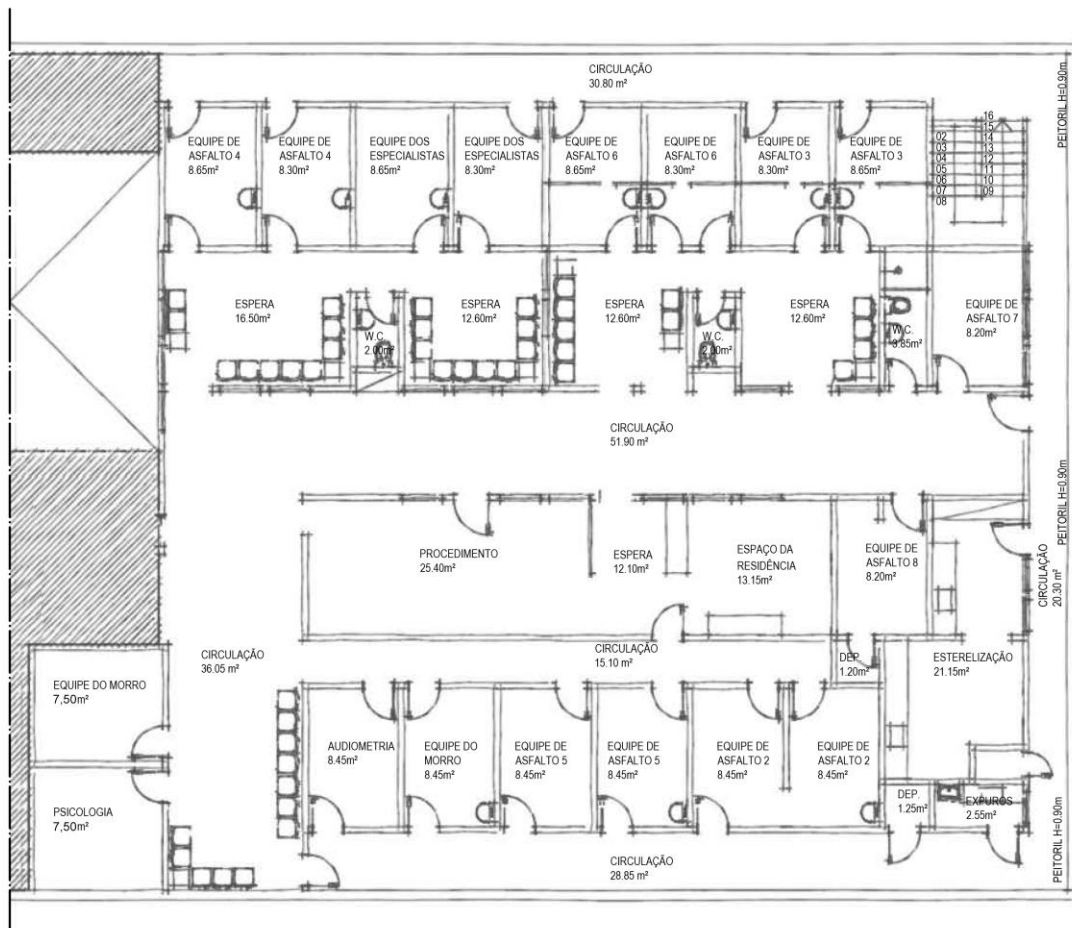 CIRCULAÇÃO
30.80 m²
PEITORIL H=0.90m
EQUIPE DE
ASFALTO 4
8.65m²
EQUIPE DE
ASFALTO 4
8.30m²
EQUIPE DOS
ESPECIALISTAS
8.65m²
EQUIPE DOS
ESPECIALISTAS
8.30m²
EQUIPE DE
ASFALTO 6
8.65m²
EQUIPE DE
ASFALTO 6
8.30m²
EQUIPE DE
ASFALTO 3
8.30m²
EQUIPE DE
ASFALTO 3
8.65m²
02
03
04
05
06
07
08
16
15
14
13
12
11
10
09
ESPERA
16.50m²
W.C.
2.00m²
ESPERA
12.60m²
ESPERA
12.60m²
W.C.
2.00m²
ESPERA
12.60m²
W.C.
3.85m²
EQUIPE DE
ASFALTO 7
8.20m²
CIRCULAÇÃO
51.90 m²
PEITORIL H=0.90m
PROCEDIMENTO
25.40m²
ESPERA
12.10m²
ESPAÇO DA
RESIDÊNCIA
13.15m²
EQUIPE DE
ASFALTO 8
8.20m²
CIRCULAÇÃO
20.30 m²
CIRCULAÇÃO
36.05 m²
CIRCULAÇÃO
15.10 m²
DEP.
1.20m²
ESTERELIZAÇÃO
21.15m²
EQUIPE DO MORRO
7,50m²
AUDIOMETRIA
8.45m²
EQUIPE DO
MORRO
8.45m²
EQUIPE DE
ASFALTO 5
8.45m²
EQUIPE DE
ASFALTO 5
8.45m²
EQUIPE DE
ASFALTO 2
8.45m²
EQUIPE DE
ASFALTO 2
8.45m²
PSICOLOGIA
7,50m²
DEP.
1.25m²
EXPUROS
2.55m²
PEITORIL H=0.90m
CIRCULAÇÃO
28.85 m²